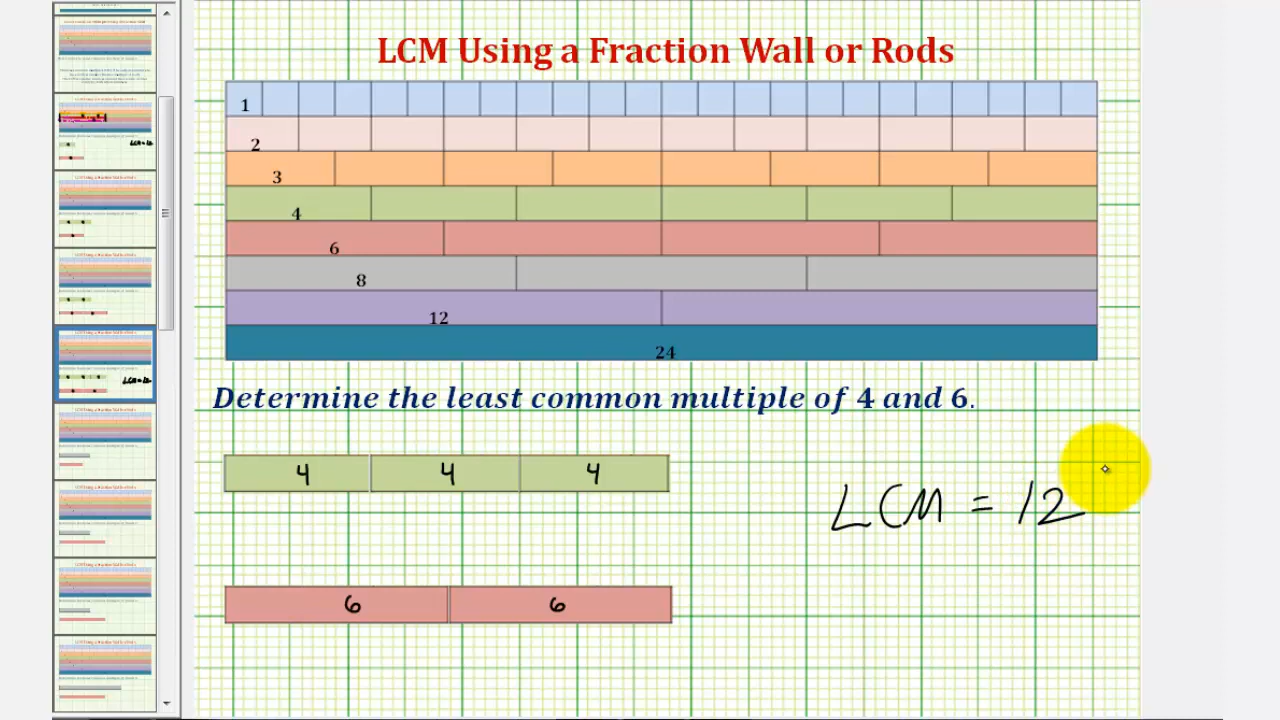 LCM Using a Fraction Wall or Rods
1
2
3
4
6
8
12
24
Determine the least common multiple of 4 and 6.
4 4 4
LCM = 12
6 6